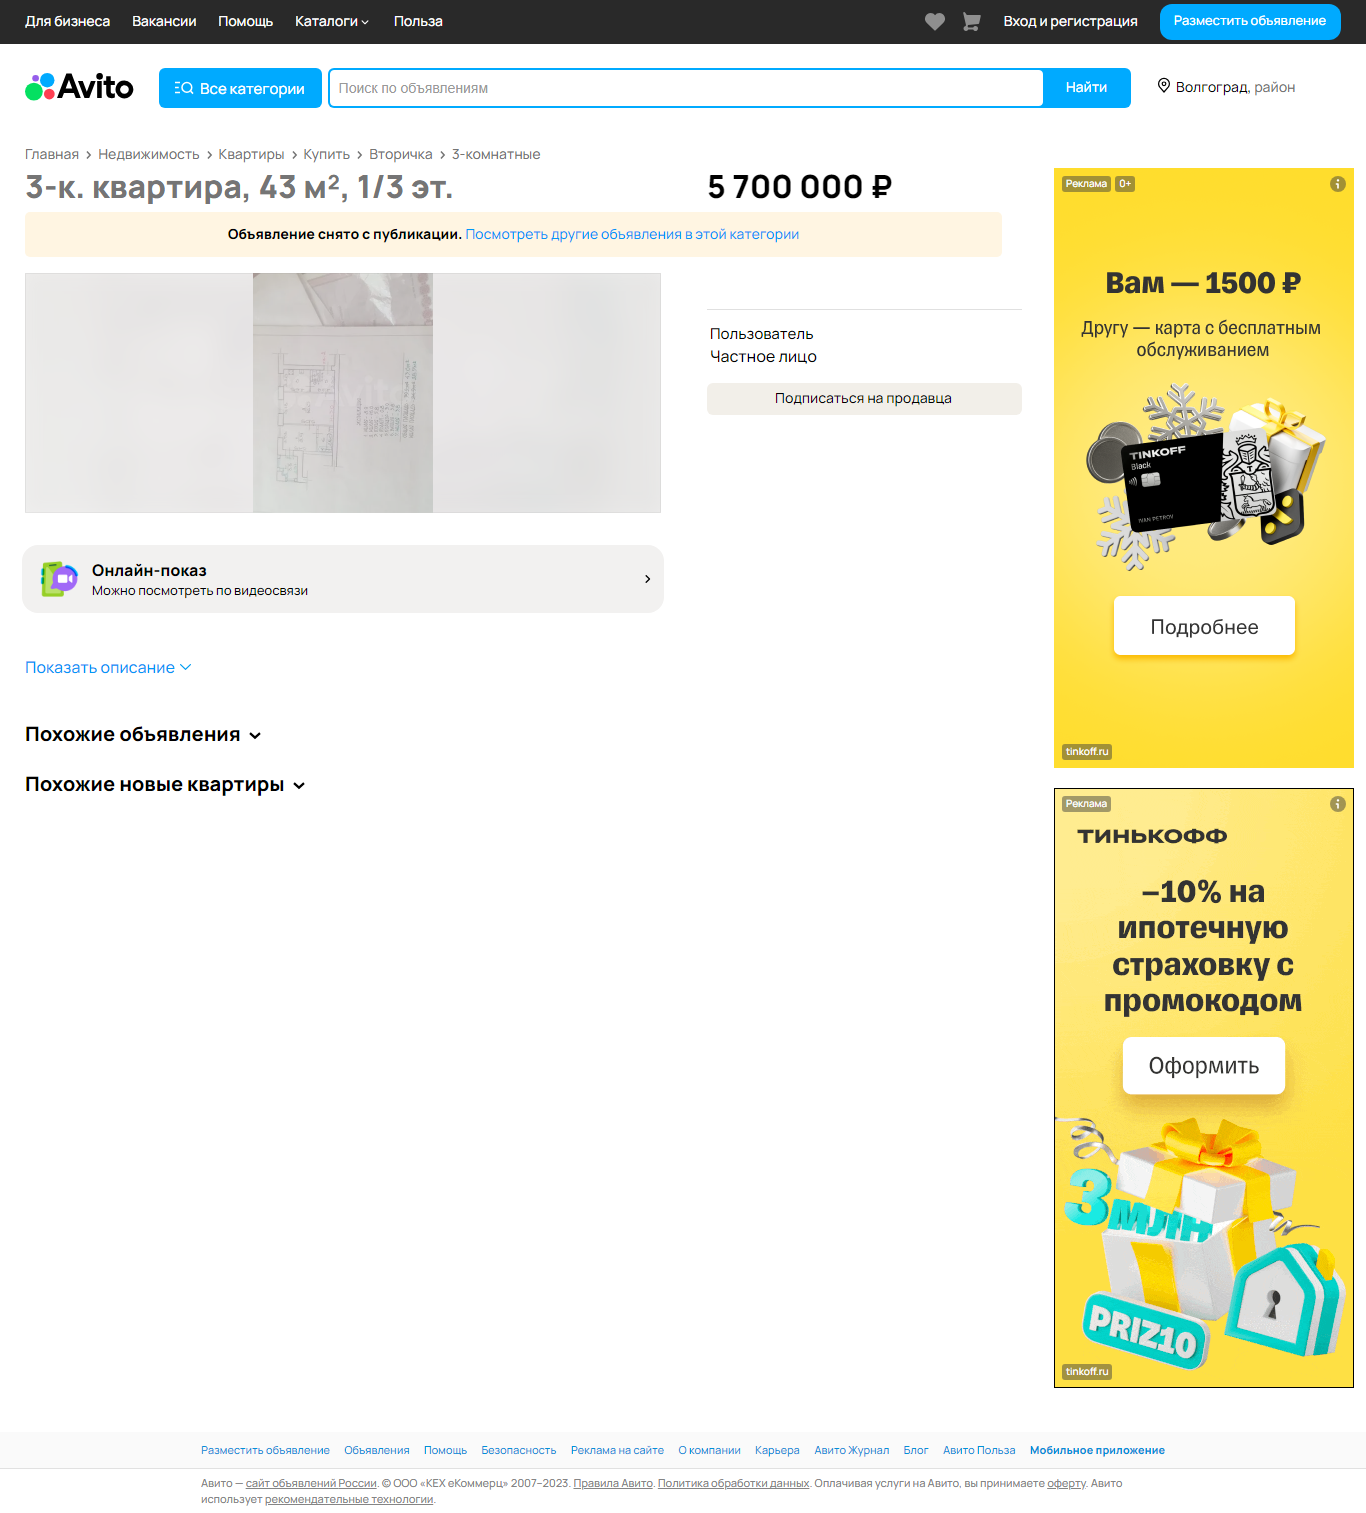 Для бизнеса Вакансии Помощь Каталоги Польза Вход и регистрация Разместить объявление
Avito Все категории Поиск по объявлениям Найти Волгоград, район
Главная Недвижимость Квартиры Купить Вторичка 3-комнатные
3-к. квартира, 43 м², 1/3 эт.
5 700 000 ₽
Объявление снято с публикации. Посмотреть другие объявления в этой категории
Пользователь
Частное лицо
Подписаться на продавца
Онлайн-показ
Можно посмотреть по видеосвязи
Показать описание
Похожие объявления
Похожие новые квартиры
Реклама 0+
Вам — 1500 ₽
Другу — карта с бесплатным
обслуживанием
TINKOFF
Black
IVAN PETROV
Подробнее
tinkoff.ru
Реклама
ТИНЬКОФФ
–10% на
ипотечную
страховку с
промокодом
Оформить
3 МЛН
PRIZ10
tinkoff.ru
Разместить объявление Объявления Помощь Безопасность Реклама на сайте О компании Карьера Авито Журнал Блог Авито Польза Мобильное приложение
Авито — сайт объявлений России. © ООО «КЕХ еКоммерц» 2007–2023. Правила Авито. Политика обработки данных. Оплачивая услуги на Авито, вы принимаете оферту. Авито
использует рекомендательные технологии.